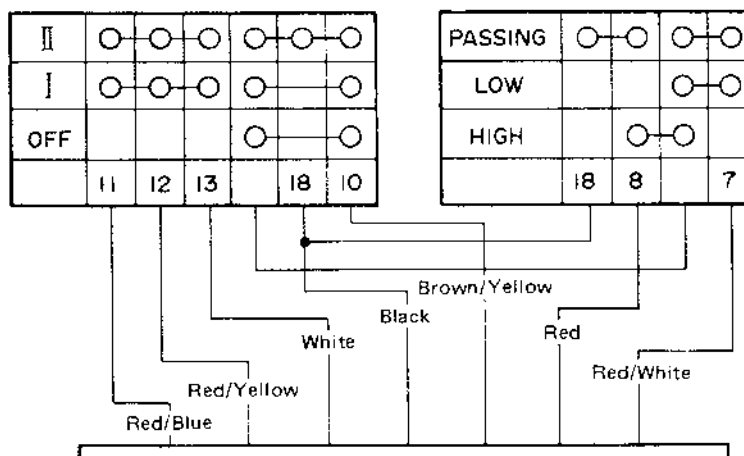 II
I
OFF
11 12 13 18 10
PASSING
LOW
HIGH
18 8 7
Brown/Yellow
Black
White
Red
Red/Yellow
Red/White
Red/Blue